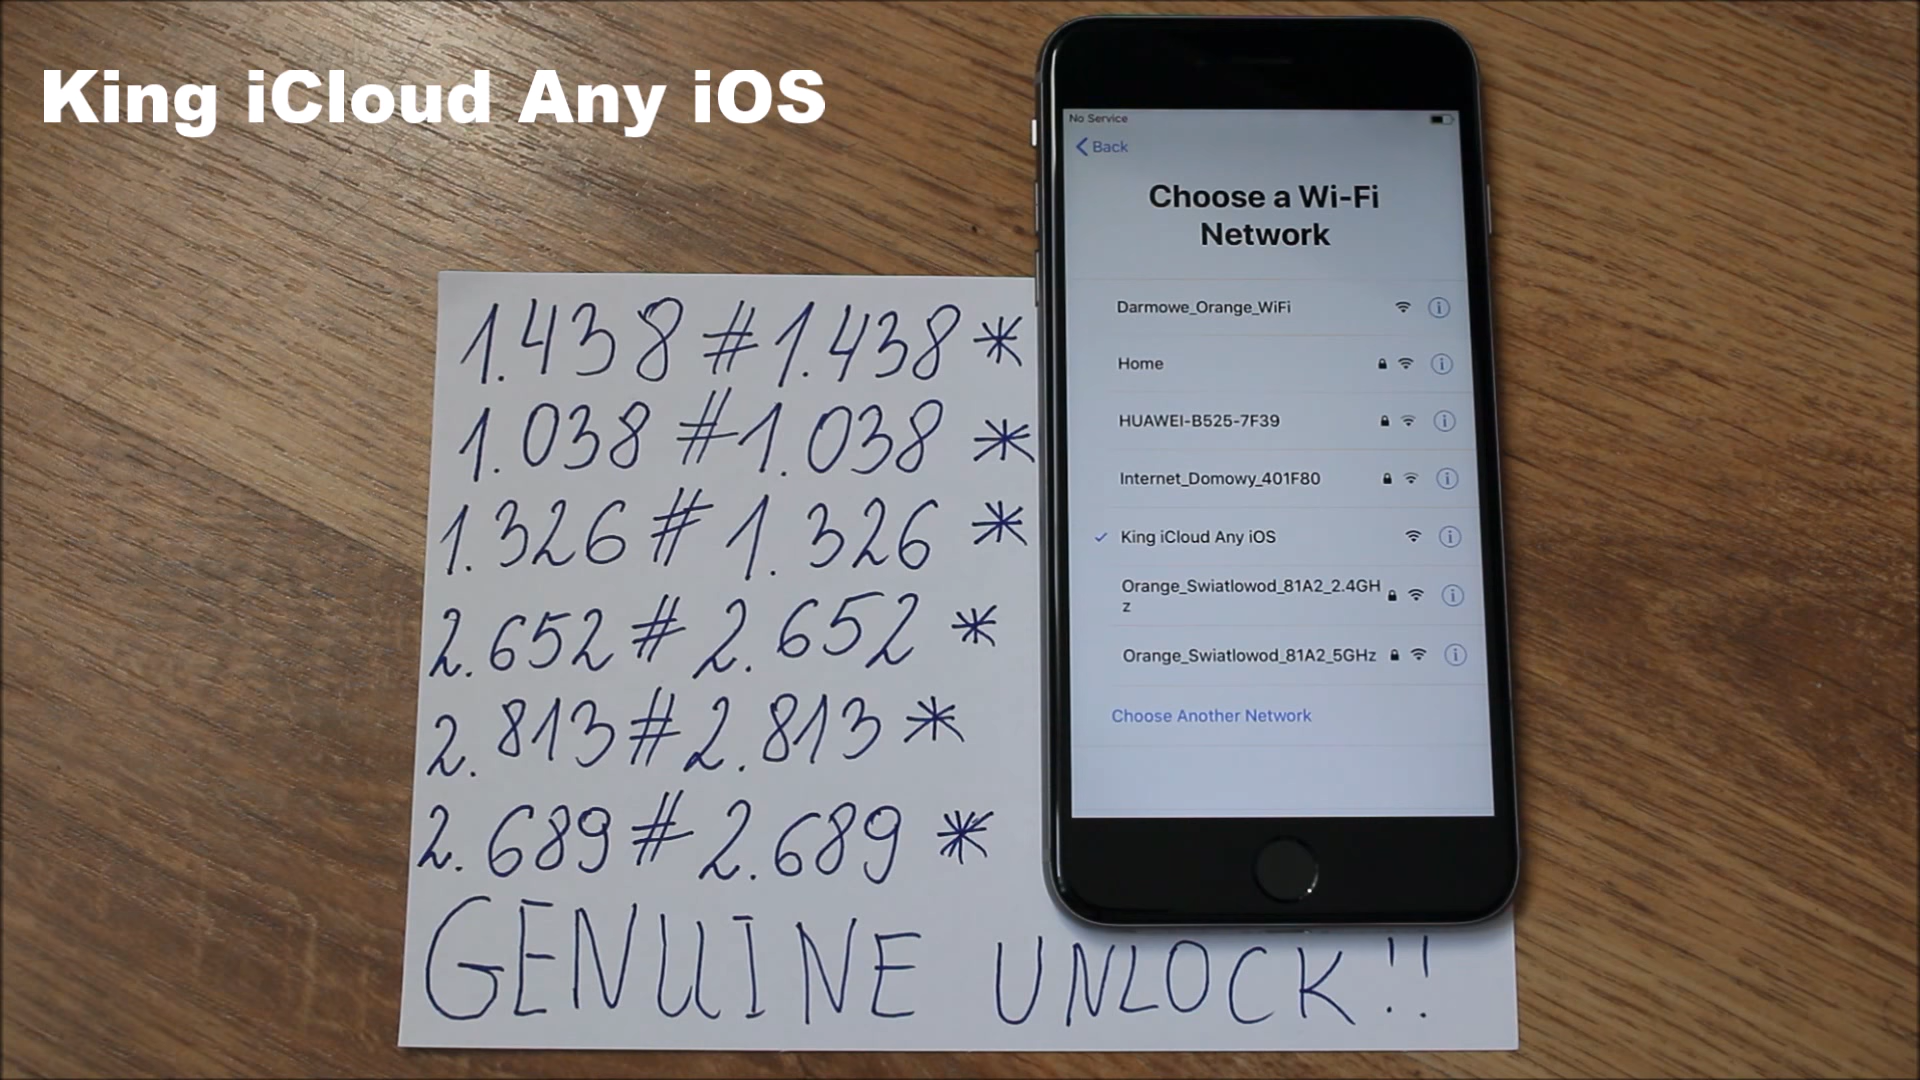 King iCloud Any iOS
1.438 # 1.438 *
1.038 # 1.038 *
1.326 # 1.326 *
2.652 # 2.652 *
2.813 # 2.813 *
2.689 # 2.689 *
GENUINE UNLOCK!!
No Service
Back
Choose a Wi-Fi
Network
Darmowe_Orange_WiFi
Home
HUAWEI-B525-7F39
Internet_Domowy_401F80
King iCloud Any iOS
Orange_Swiatlowod_81A2_2.4GH
z
Orange_Swiatlowod_81A2_5GHz
Choose Another Network